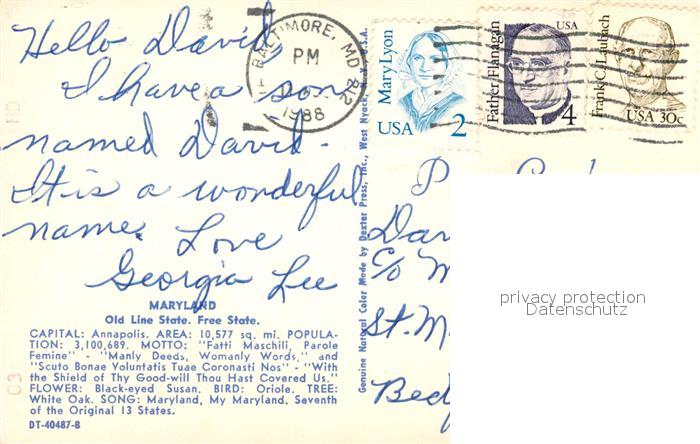 Hello David,
I have a son
named David.
It is a wonderful
name. Love
Georgia Lee
MARYLAND
Old Line State. Free State.
CAPITAL: Annapolis. AREA: 10,577 sq. mi. POPULA-
TION: 3,100,689. MOTTO: "Fatti Maschili, Parole
Femine" - "Manly Deeds, Womanly Words," and
"Scuto Bonae Voluntatis Tuae Coronasti Nos" - "With
the Shield of Thy Good-will Thou Hast Covered Us."
FLOWER: Black-eyed Susan. BIRD: Oriole. TREE:
White Oak. SONG: Maryland, My Maryland. Seventh
of the Original 13 States.
DT-40487-B
BALTIMORE, MD 212
PM
1988
Genuine Natural Color Made by Dexter Press, Inc., West Nyack, N.Y. U.S.A.
Mary Lyon
USA 2
Father Flanagan
USA
4
Frank C. Laubach
USA 30c
c/o
St. M
privacy protection
Datenschutz